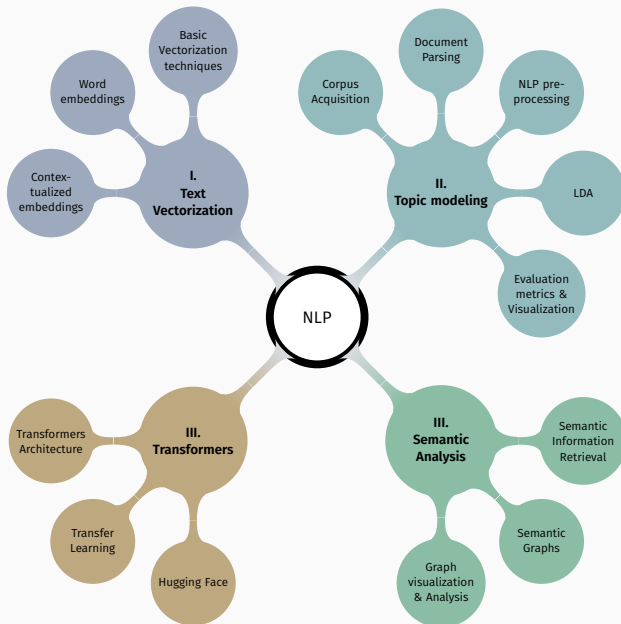 Basic
Vectorization
techniques
Word
embeddings
Contex-
tualized
embeddings
I.
Text
Vectorization
Document
Parsing
Corpus
Acquisition
NLP pre-
processing
LDA
Evaluation
metrics &
Visualization
II.
Topic modeling
NLP
III.
Transformers
Transformers
Architecture
Transfer
Learning
Hugging Face
III.
Semantic
Analysis
Semantic
Information
Retrieval
Semantic
Graphs
Graph
visualization
& Analysis